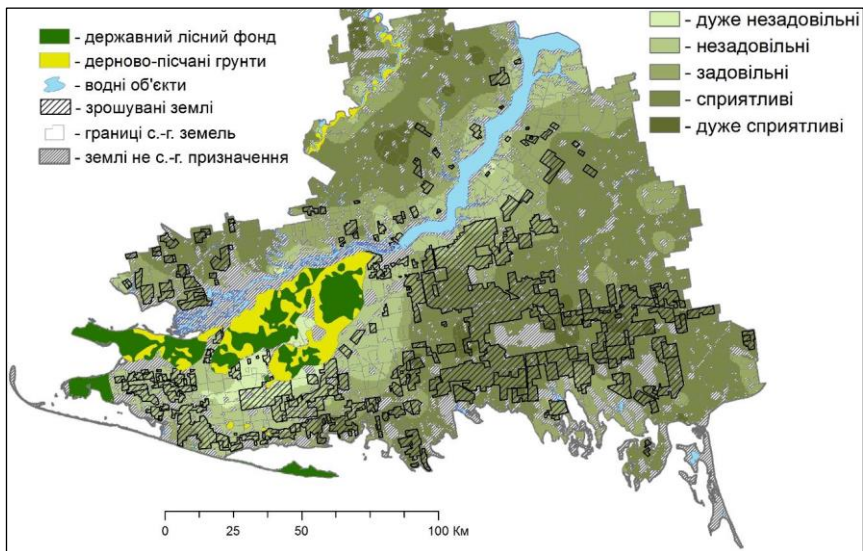 - державний лісний фонд
- дерново-пісчані грунти
- водні об'єкти
- зрошувані землі
- границі с.-г. земель
- землі не с.-г. призначення
- дуже незадовільні
- незадовільні
- задовільні
- сприятливі
- дуже сприятливі
0 25 50 100 Км